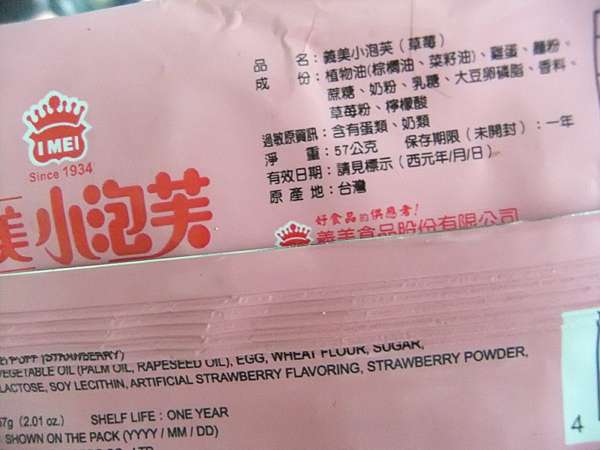 品 名：義美小泡芙（草莓）
成 份：植物油(棕櫚油、菜籽油)、雞蛋、麵粉、
蔗糖、奶粉、乳糖、大豆卵磷脂、香料、
草莓粉、檸檬酸
過敏原資訊：含有蛋類、奶類
淨 重：57公克 保存期限（未開封）：一年
有效日期：請見標示（西元年/月/日）
原 產 地：台灣
I MEI
Since 1934
美小泡芙
好食品的供應者!
義美食品股份有限公司
PUFF (STRAWBERRY)
VEGETABLE OIL (PALM OIL, RAPESEED OIL), EGG, WHEAT FLOUR, SUGAR,
LACTOSE, SOY LECITHIN, ARTIFICIAL STRAWBERRY FLAVORING, STRAWBERRY POWDER,
57g (2.01 oz.) SHELF LIFE : ONE YEAR
SHOWN ON THE PACK (YYYY / MM / DD)
4